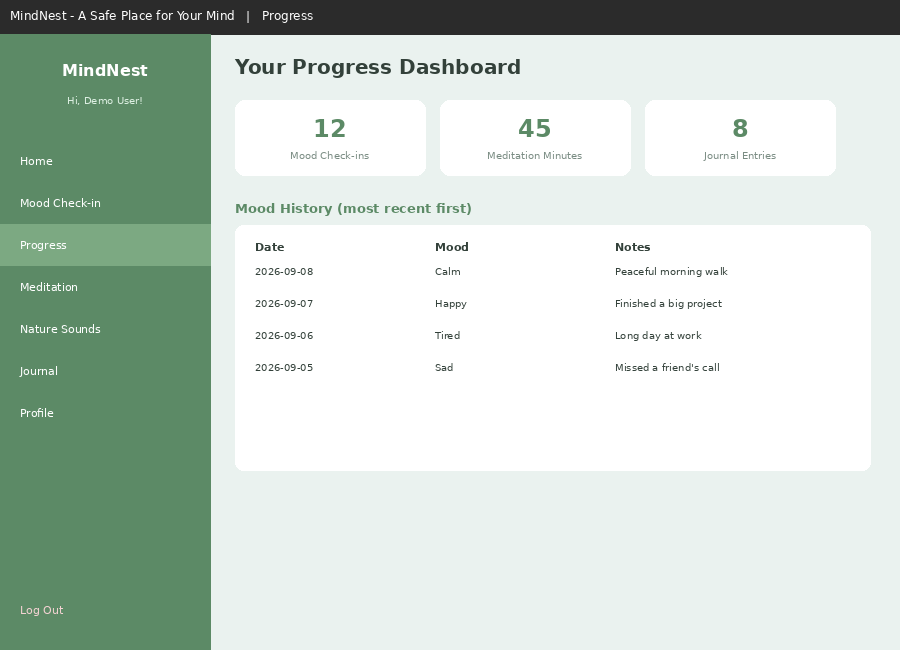 MindNest - A Safe Place for Your Mind | Progress
MindNest
Hi, Demo User!
Home
Mood Check-in
Progress
Meditation
Nature Sounds
Journal
Profile
Log Out
Your Progress Dashboard
12
Mood Check-ins
45
Meditation Minutes
8
Journal Entries
Mood History (most recent first)
Date Mood Notes
2026-09-08 Calm Peaceful morning walk
2026-09-07 Happy Finished a big project
2026-09-06 Tired Long day at work
2026-09-05 Sad Missed a friend's call